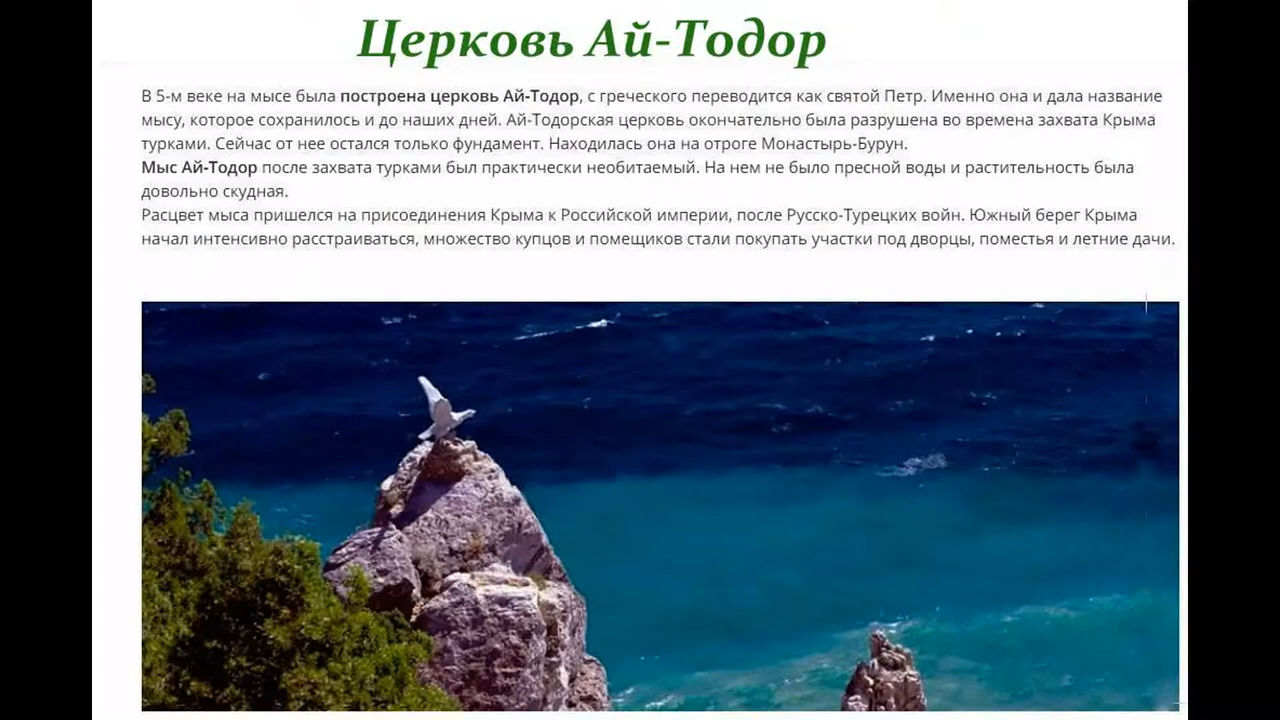 Церковь Ай-Тодор
В 5-м веке на мысе была построена церковь Ай-Тодор, с греческого переводится как святой Петр. Именно она и дала название
мысу, которое сохранилось и до наших дней. Ай-Тодорская церковь окончательно была разрушена во времена захвата Крыма
турками. Сейчас от нее остался только фундамент. Находилась она на отроге Монастырь-Бурун.
Мыс Ай-Тодор после захвата турками был практически необитаемый. На нем не было пресной воды и растительность была
довольно скудная.
Расцвет мыса пришелся на присоединения Крыма к Российской империи, после Русско-Турецких войн. Южный берег Крыма
начал интенсивно расстраиваться, множество купцов и помещиков стали покупать участки под дворцы, поместья и летние дачи.